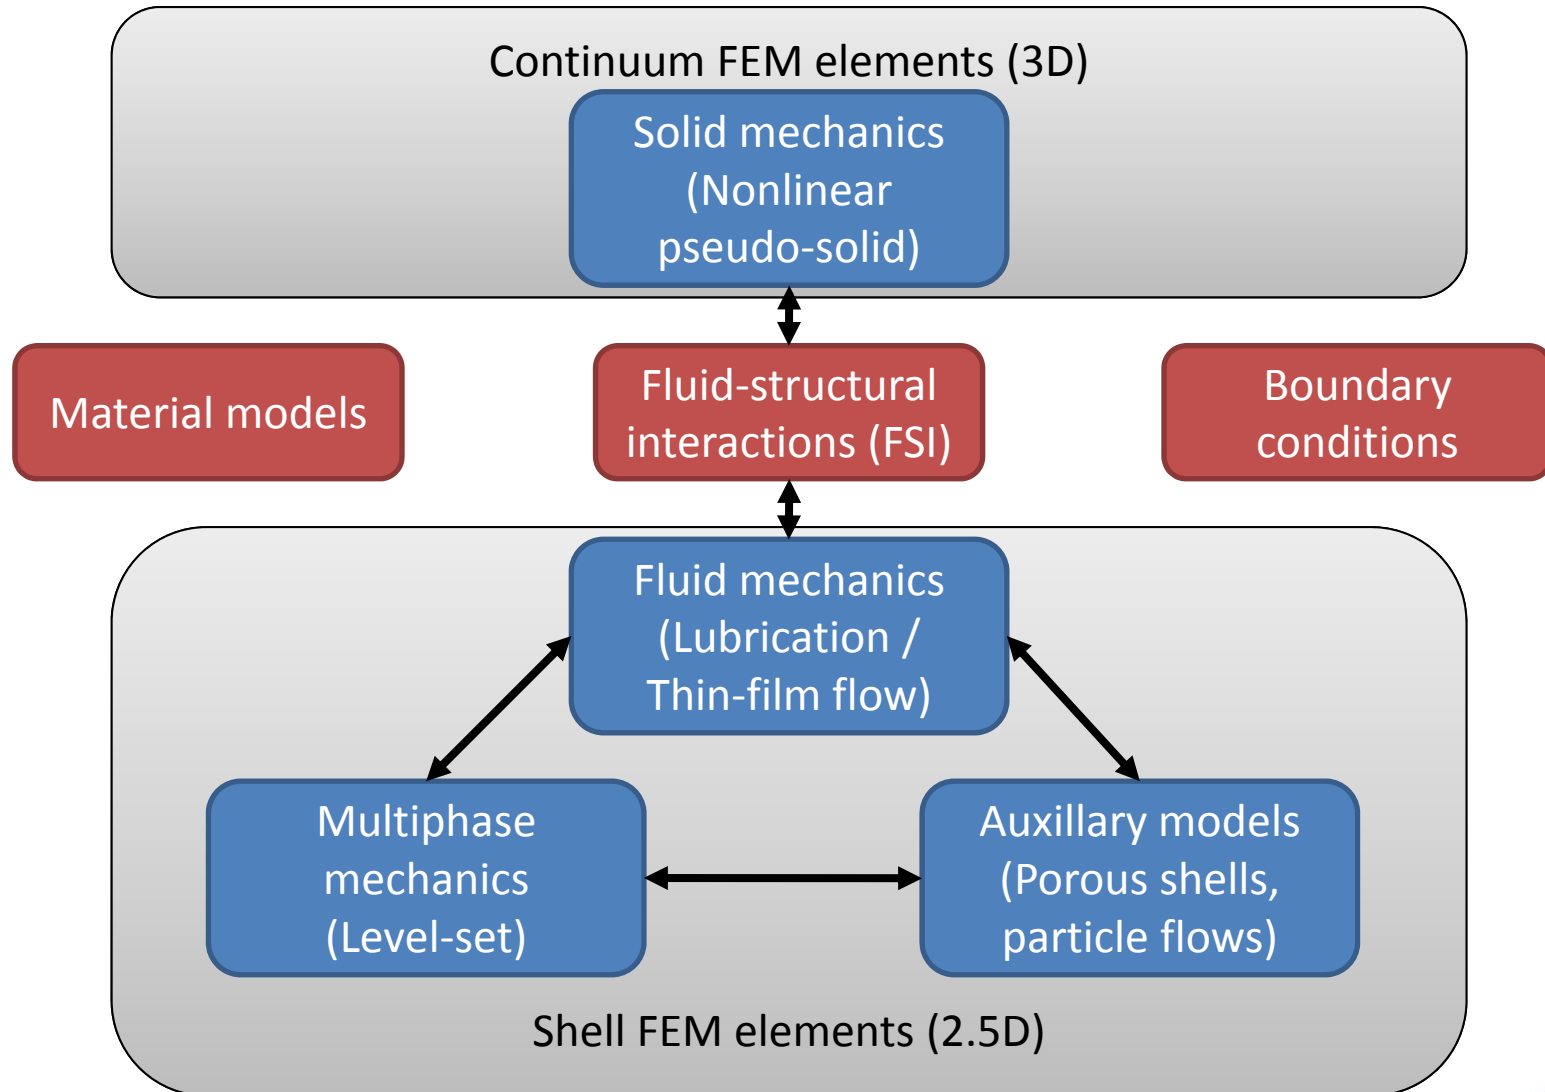 Continuum FEM elements (3D)
Solid mechanics
(Nonlinear
pseudo-solid)
Material models
Fluid-structural
interactions (FSI)
Boundary
conditions
Fluid mechanics
(Lubrication /
Thin-film flow)
Multiphase
mechanics
(Level-set)
Auxillary models
(Porous shells,
particle flows)
Shell FEM elements (2.5D)